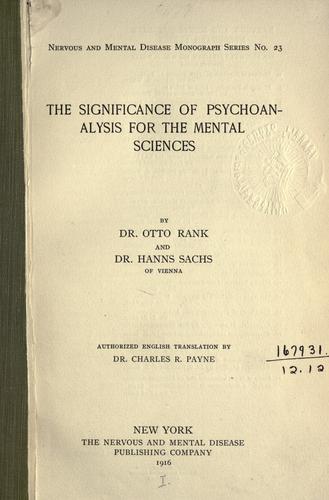 NERVOUS AND MENTAL DISEASE MONOGRAPH SERIES NO. 23
THE SIGNIFICANCE OF PSYCHOAN-
ALYSIS FOR THE MENTAL
SCIENCES
BY
DR. OTTO RANK
AND
DR. HANNS SACHS
OF VIENNA
AUTHORIZED ENGLISH TRANSLATION BY
DR. CHARLES R. PAYNE
167931
12.12
NEW YORK
THE NERVOUS AND MENTAL DISEASE
PUBLISHING COMPANY
1916
I.